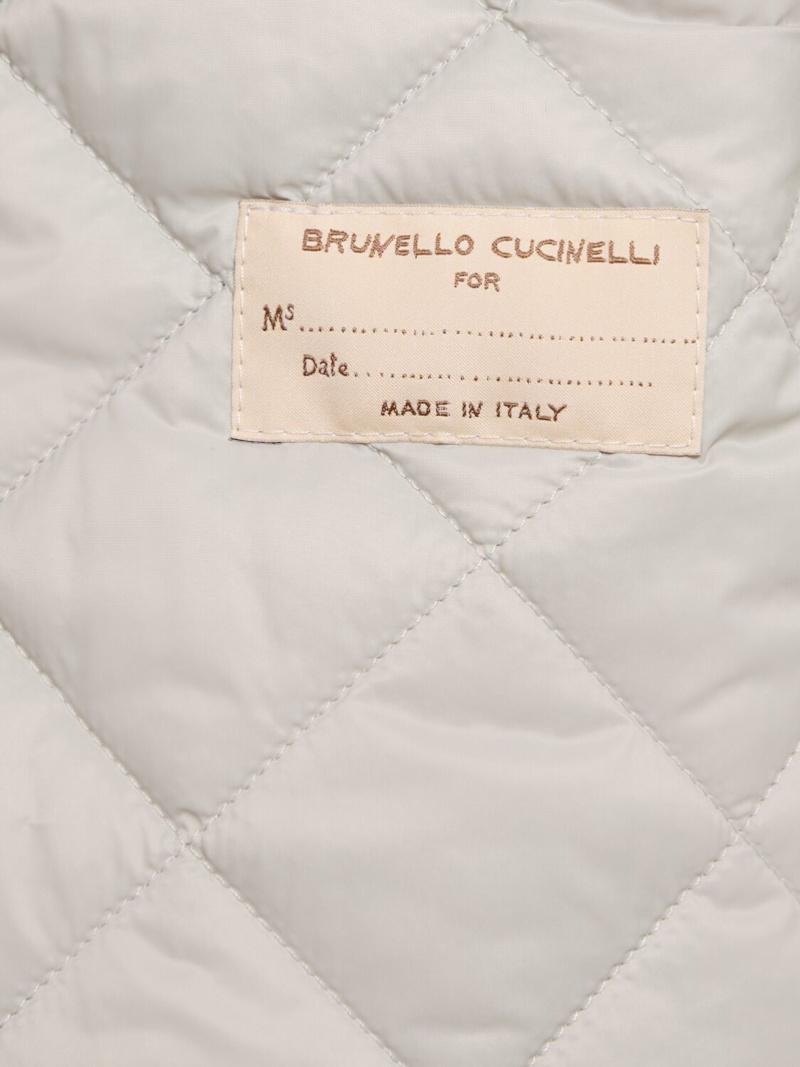 BRUNELLO CUCINELLI
FOR
Ms..............................................
Date...............................
MADE IN ITALY